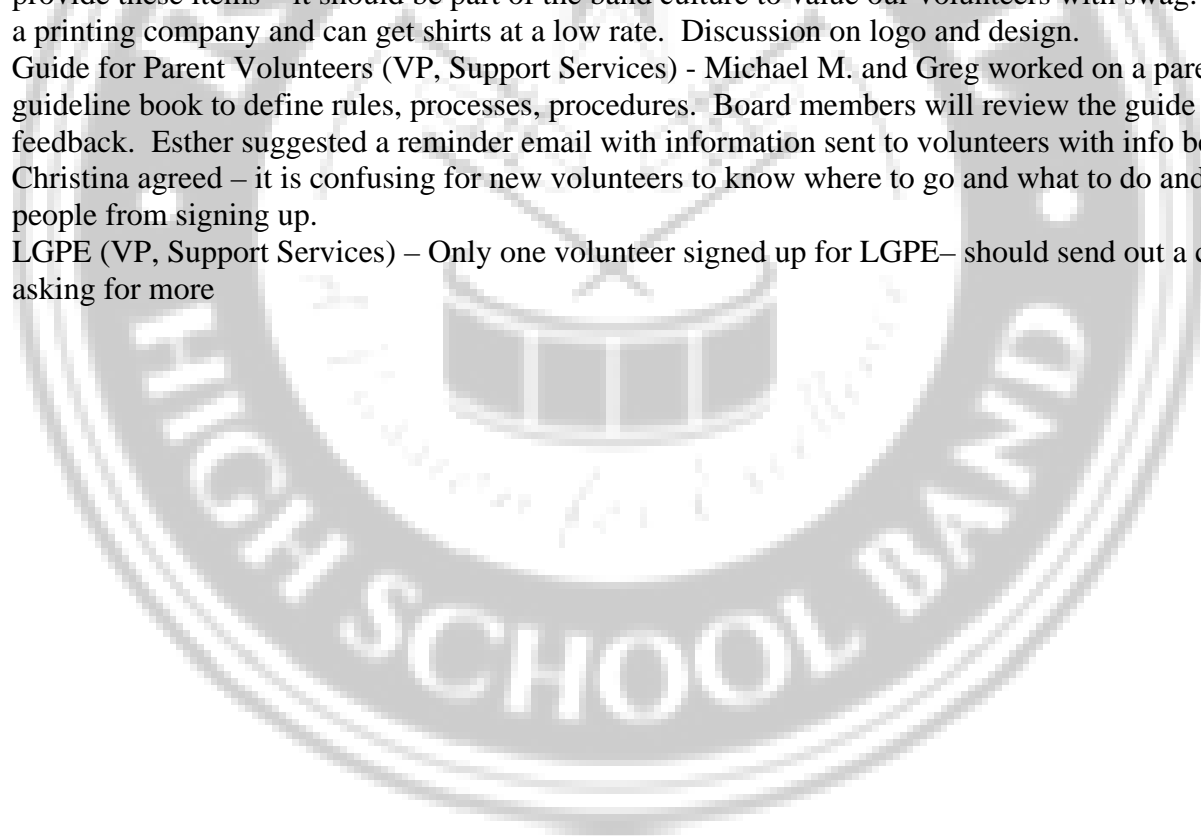 provide these items – it should be part of the band culture to value our volunteers with swag.
a printing company and can get shirts at a low rate.  Discussion on logo and design.
Guide for Parent Volunteers (VP, Support Services) - Michael M. and Greg worked on a
guideline book to define rules, processes, procedures.  Board members will review the guide
feedback.  Esther suggested a reminder email with information sent to volunteers with info
Christina agreed – it is confusing for new volunteers to know where to go and what to do and
people from signing up.
LGPE (VP, Support Services) – Only one volunteer signed up for LGPE– should send out a
asking for more
HIGH SCHOOL BAND